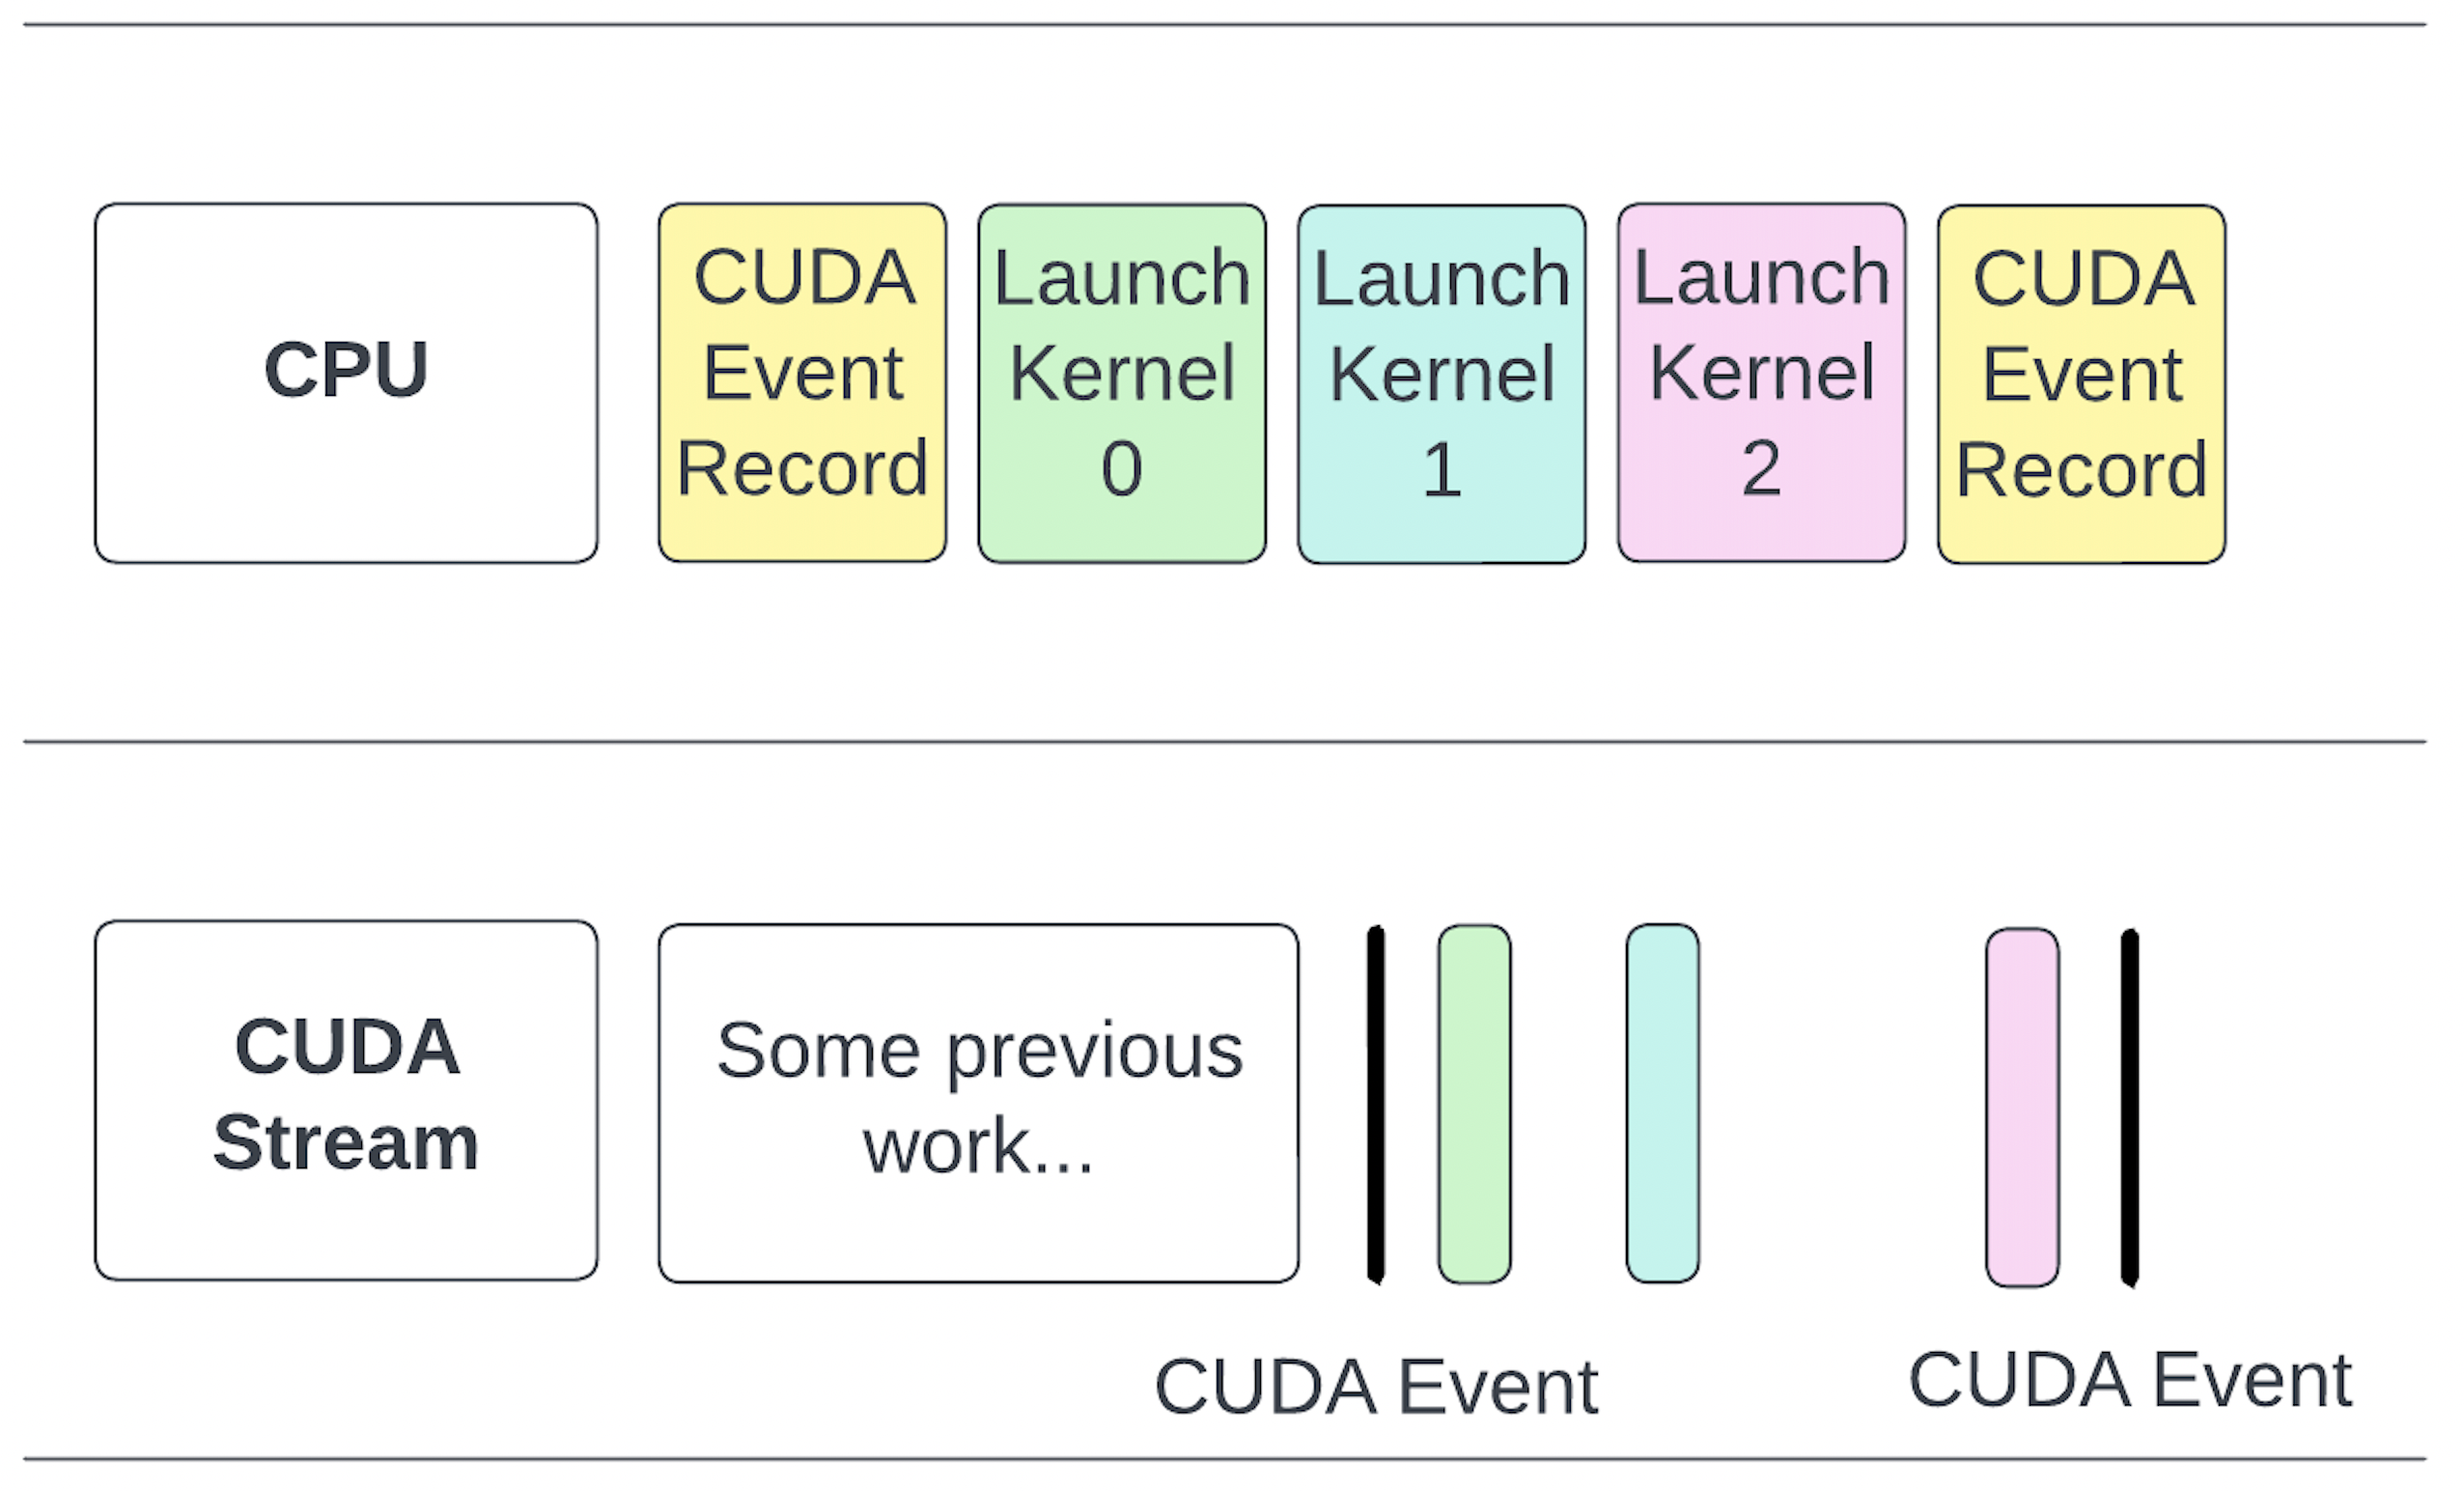 CPU
CUDA
Event
Record
Launch
Kernel
0
Launch
Kernel
1
Launch
Kernel
2
CUDA
Event
Record
CUDA
Stream
Some previous
work...
CUDA Event
CUDA Event